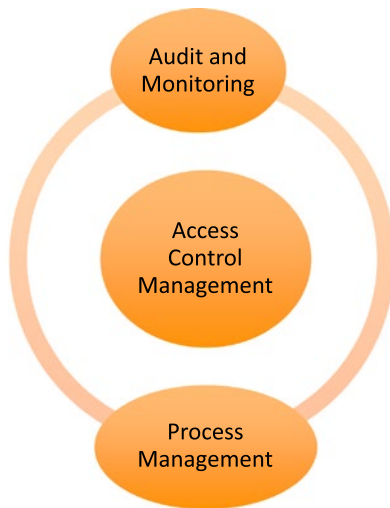 Audit and
Monitoring
Access
Control
Management
Process
Management